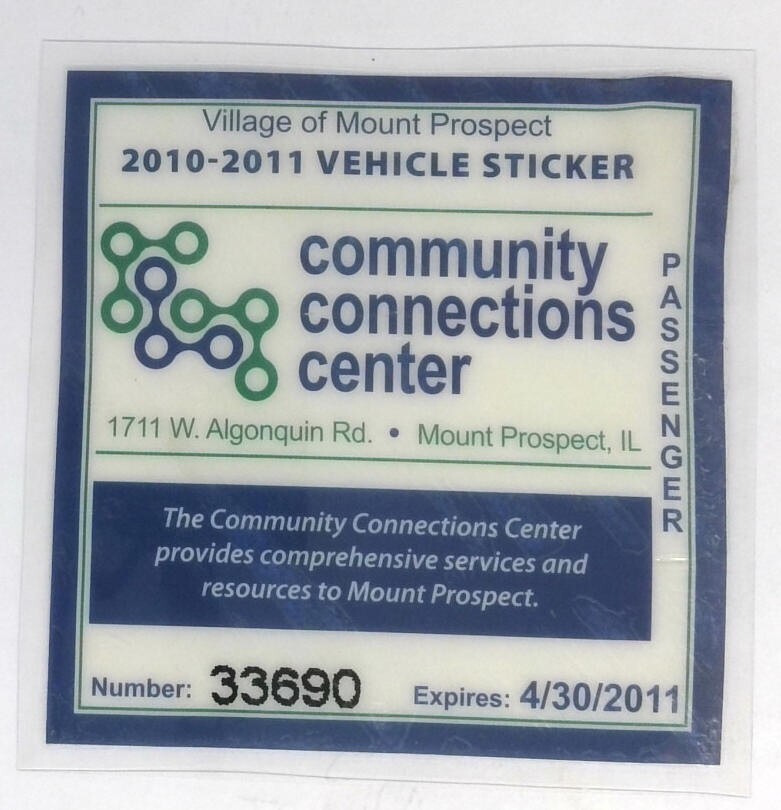 Village of Mount Prospect
2010-2011 VEHICLE STICKER
community
connections
center
PASSENGER
1711 W. Algonquin Rd. • Mount Prospect, IL
The Community Connections Center
provides comprehensive services and
resources to Mount Prospect.
Number: 33690 Expires: 4/30/2011